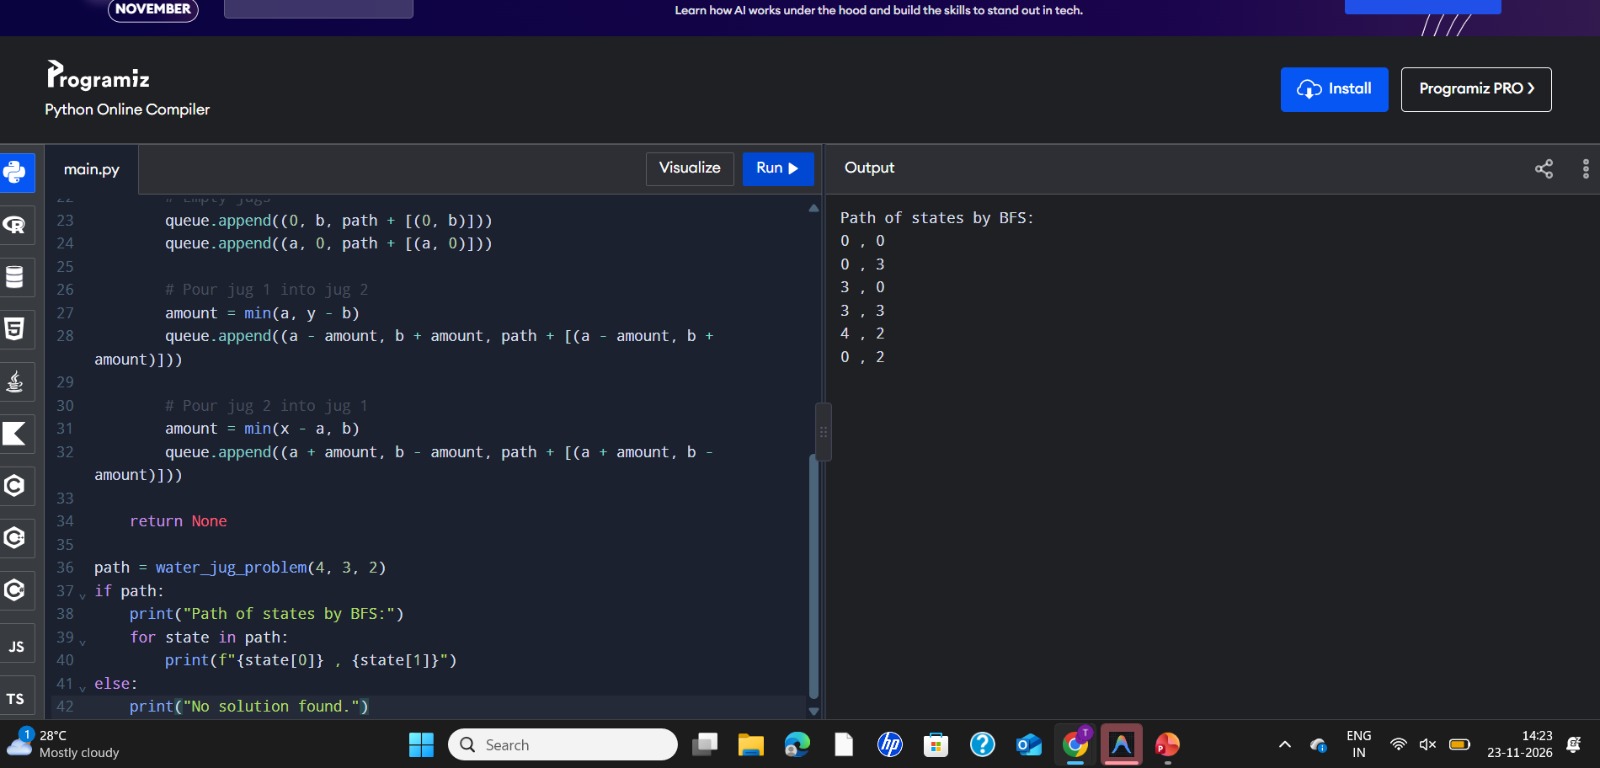 NOVEMBER
Learn how AI works under the hood and build the skills to stand out in tech.
Programiz
Python Online Compiler
Install
Programiz PRO
main.py
Visualize
Run
Output
22 # Empty jugs
23 queue.append((0, b, path + [(0, b)]))
24 queue.append((a, 0, path + [(a, 0)]))
25
26 # Pour jug 1 into jug 2
27 amount = min(a, y - b)
28 queue.append((a - amount, b + amount, path + [(a - amount, b +
amount)]))
29
30 # Pour jug 2 into jug 1
31 amount = min(x - a, b)
32 queue.append((a + amount, b - amount, path + [(a + amount, b -
amount)]))
33
34 return None
35
36 path = water_jug_problem(4, 3, 2)
37 if path:
38 print("Path of states by BFS:")
39 for state in path:
40 print(f"{state[0]} , {state[1]}")
41 else:
42 print("No solution found.")
Path of states by BFS:
0 , 0
0 , 3
3 , 0
3 , 3
4 , 2
0 , 2
JS
TS
1
28°C
Mostly cloudy
Search
hp
T
P
ENG
IN
14:23
23-11-2026